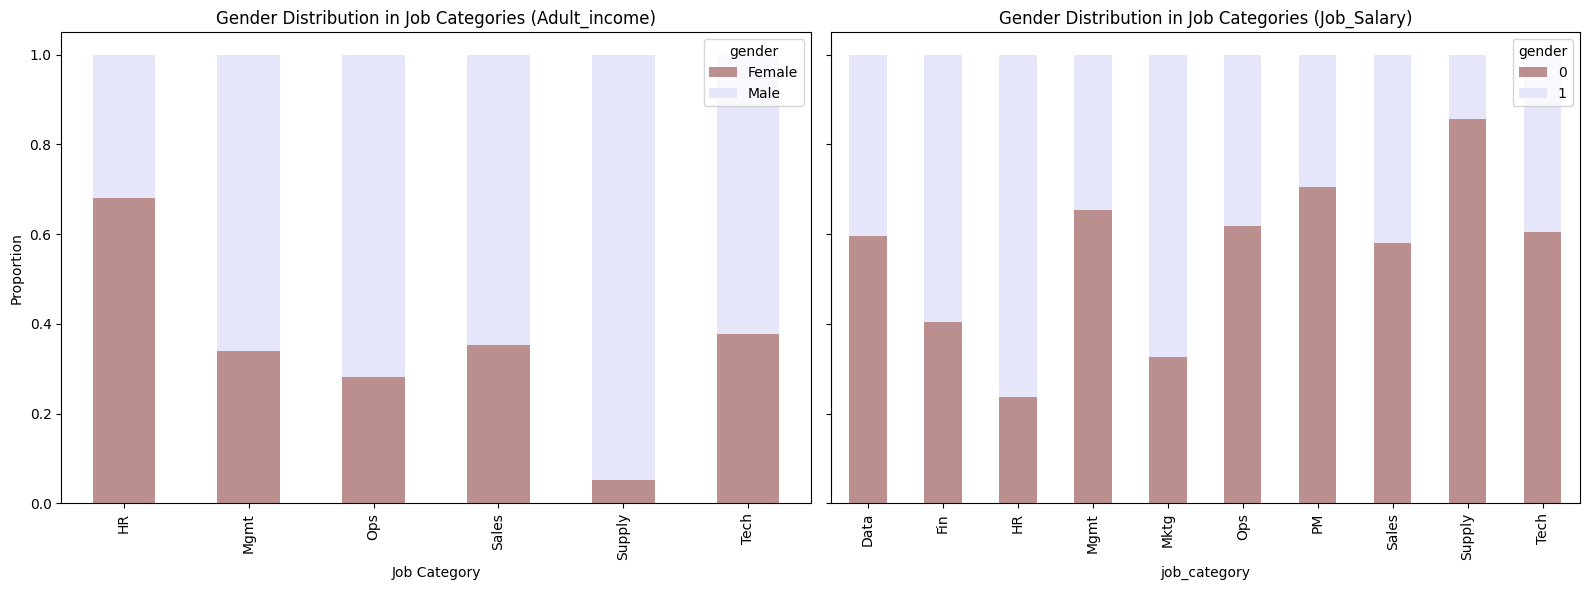 Gender Distribution in Job Categories (Adult_income)
gender
Female
Male
Proportion
1.0
0.8
0.6
0.4
0.2
0.0
HR
Mgmt
Ops
Sales
Supply
Tech
Job Category
Gender Distribution in Job Categories (Job_Salary)
gender
0
1
Data
Fin
HR
Mgmt
Mktg
Ops
PM
Sales
Supply
Tech
job_category